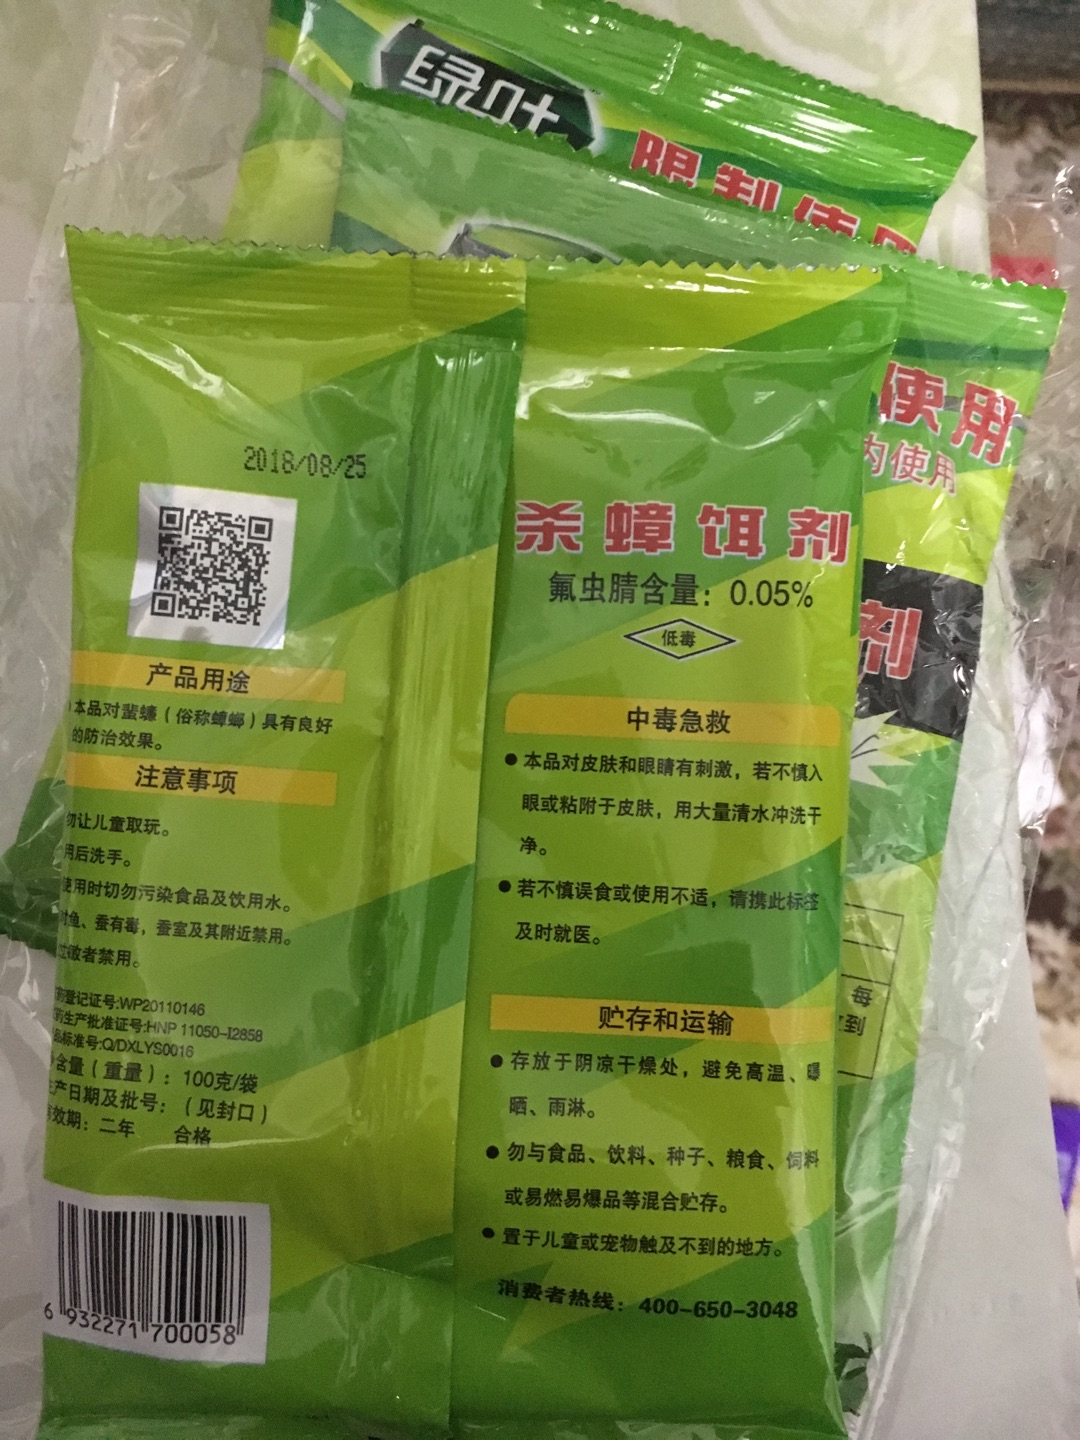 绿叶
限制使用
使用
内使用
剂
每
到
2018/08/25
产品用途
本品对蜚蠊（俗称蟑螂）具有良好
的防治效果。
注意事项
勿让儿童取玩。
用后洗手。
使用时切勿污染食品及饮用水。
对鱼、蚕有毒，蚕室及其附近禁用。
敏者禁用。
登记证号:WP20110146
药生产批准证号:HNP 11050-I2858
品标准号:Q/DXLYS0016
含量（重量）：100克/袋
生产日期及批号：（见封口）
有效期：二年 合格
6 932271 700058
杀蟑饵剂
氟虫腈含量：0.05%
低毒
中毒急救
●本品对皮肤和眼睛有刺激，若不慎入
眼或粘附于皮肤，用大量清水冲洗干
净。
●若不慎误食或使用不适，请携此标签
及时就医。
贮存和运输
●存放于阴凉干燥处，避免高温、曝
晒、雨淋。
●勿与食品、饮料、种子、粮食、饲料
或易燃易爆品等混合贮存。
●置于儿童或宠物触及不到的地方。
消费者热线：400-650-3048